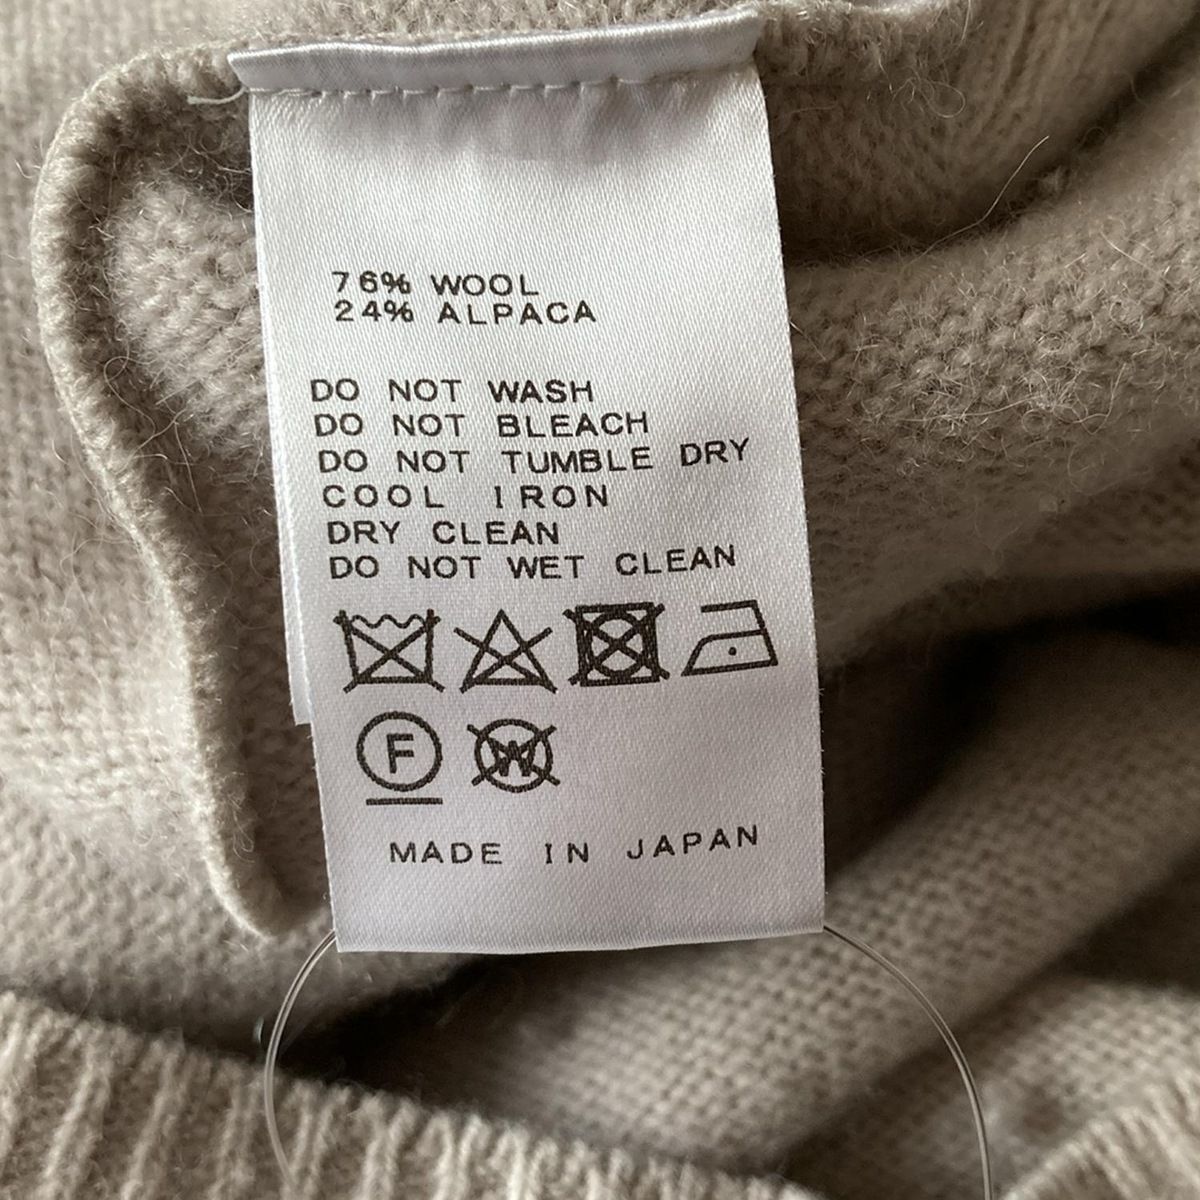 76% WOOL
24% ALPACA
DO NOT WASH
DO NOT BLEACH
DO NOT TUMBLE DRY
COOL IRON
DRY CLEAN
DO NOT WET CLEAN
F W
MADE IN JAPAN